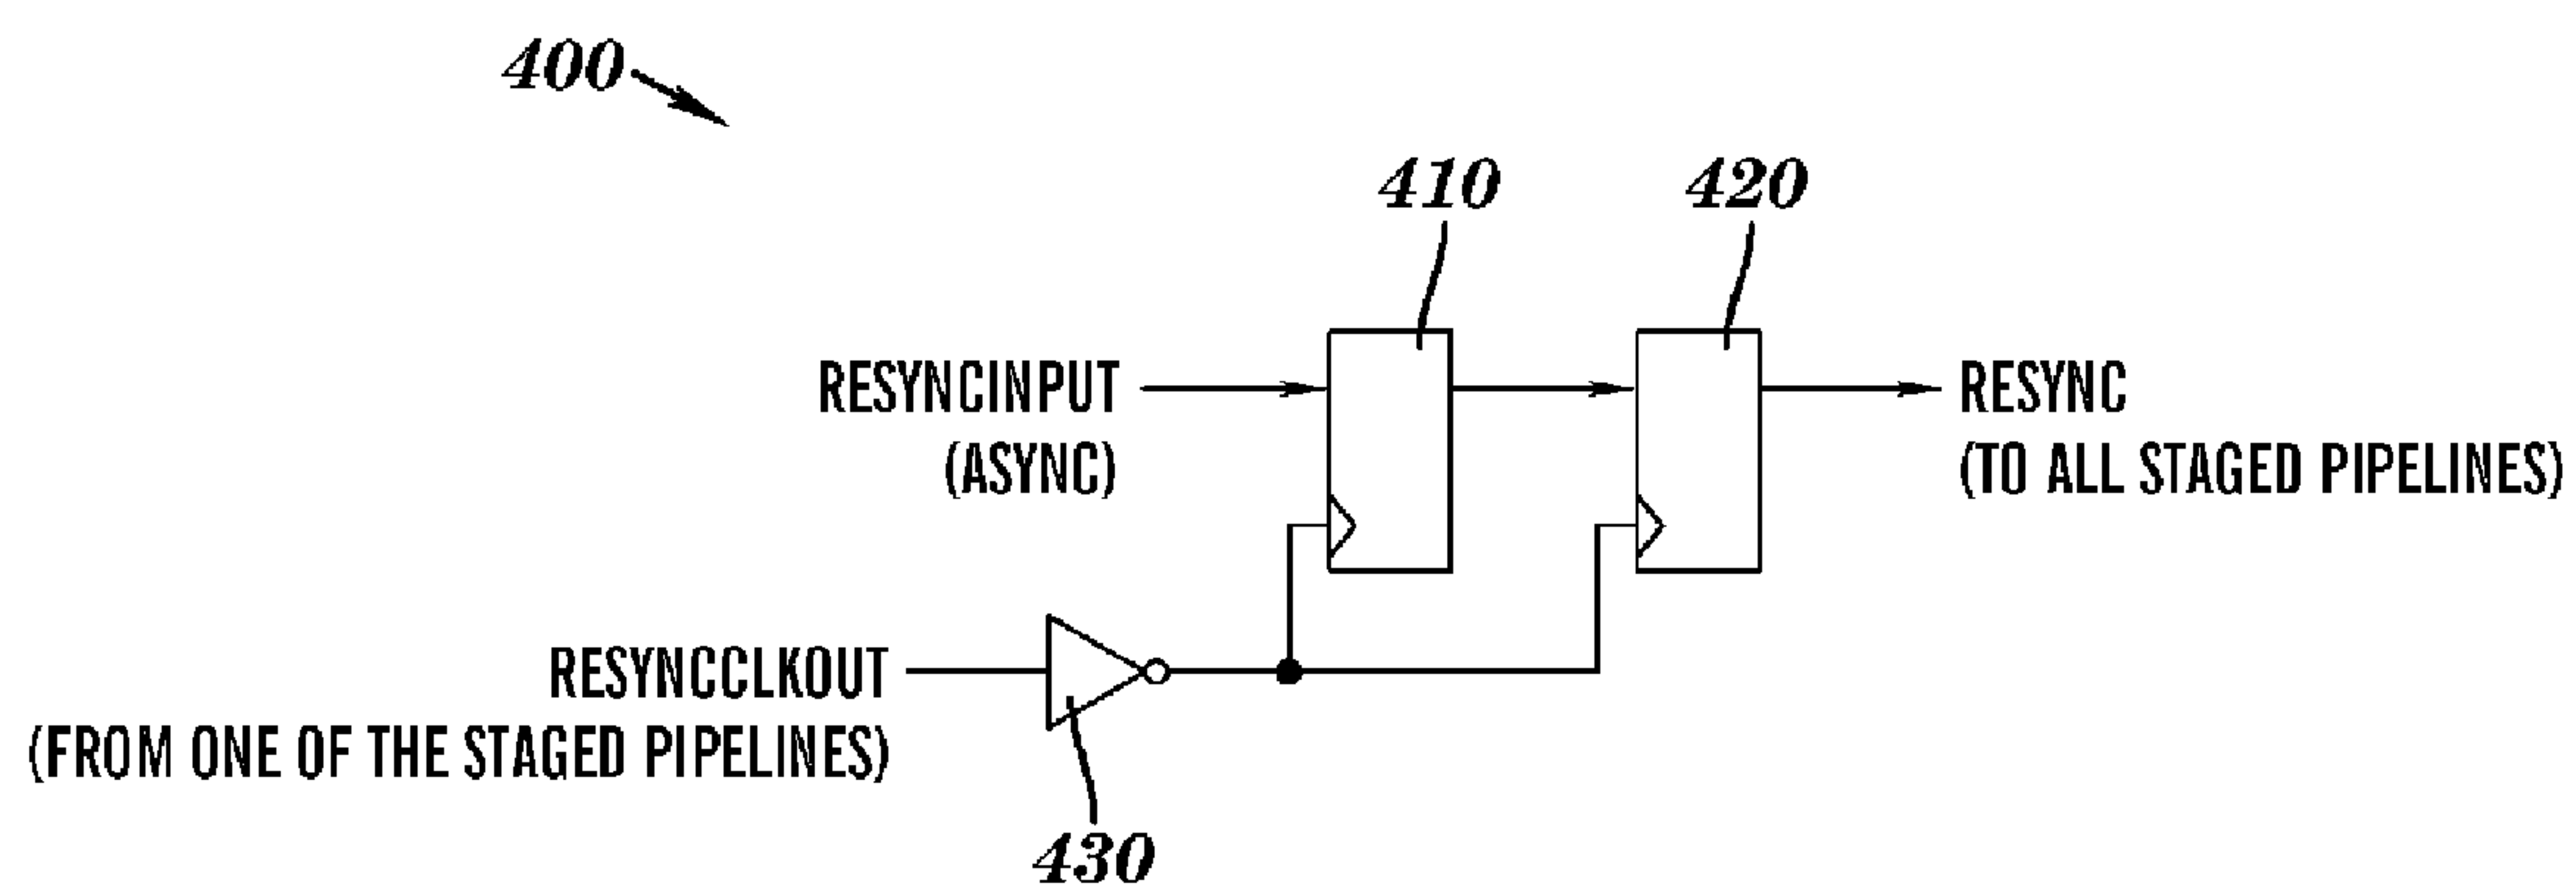 400
410
420
RESYNCINPUT
(ASYNC)
RESYNC
(TO ALL STAGED PIPELINES)
RESYNCCLKOUT
(FROM ONE OF THE STAGED PIPELINES)
430